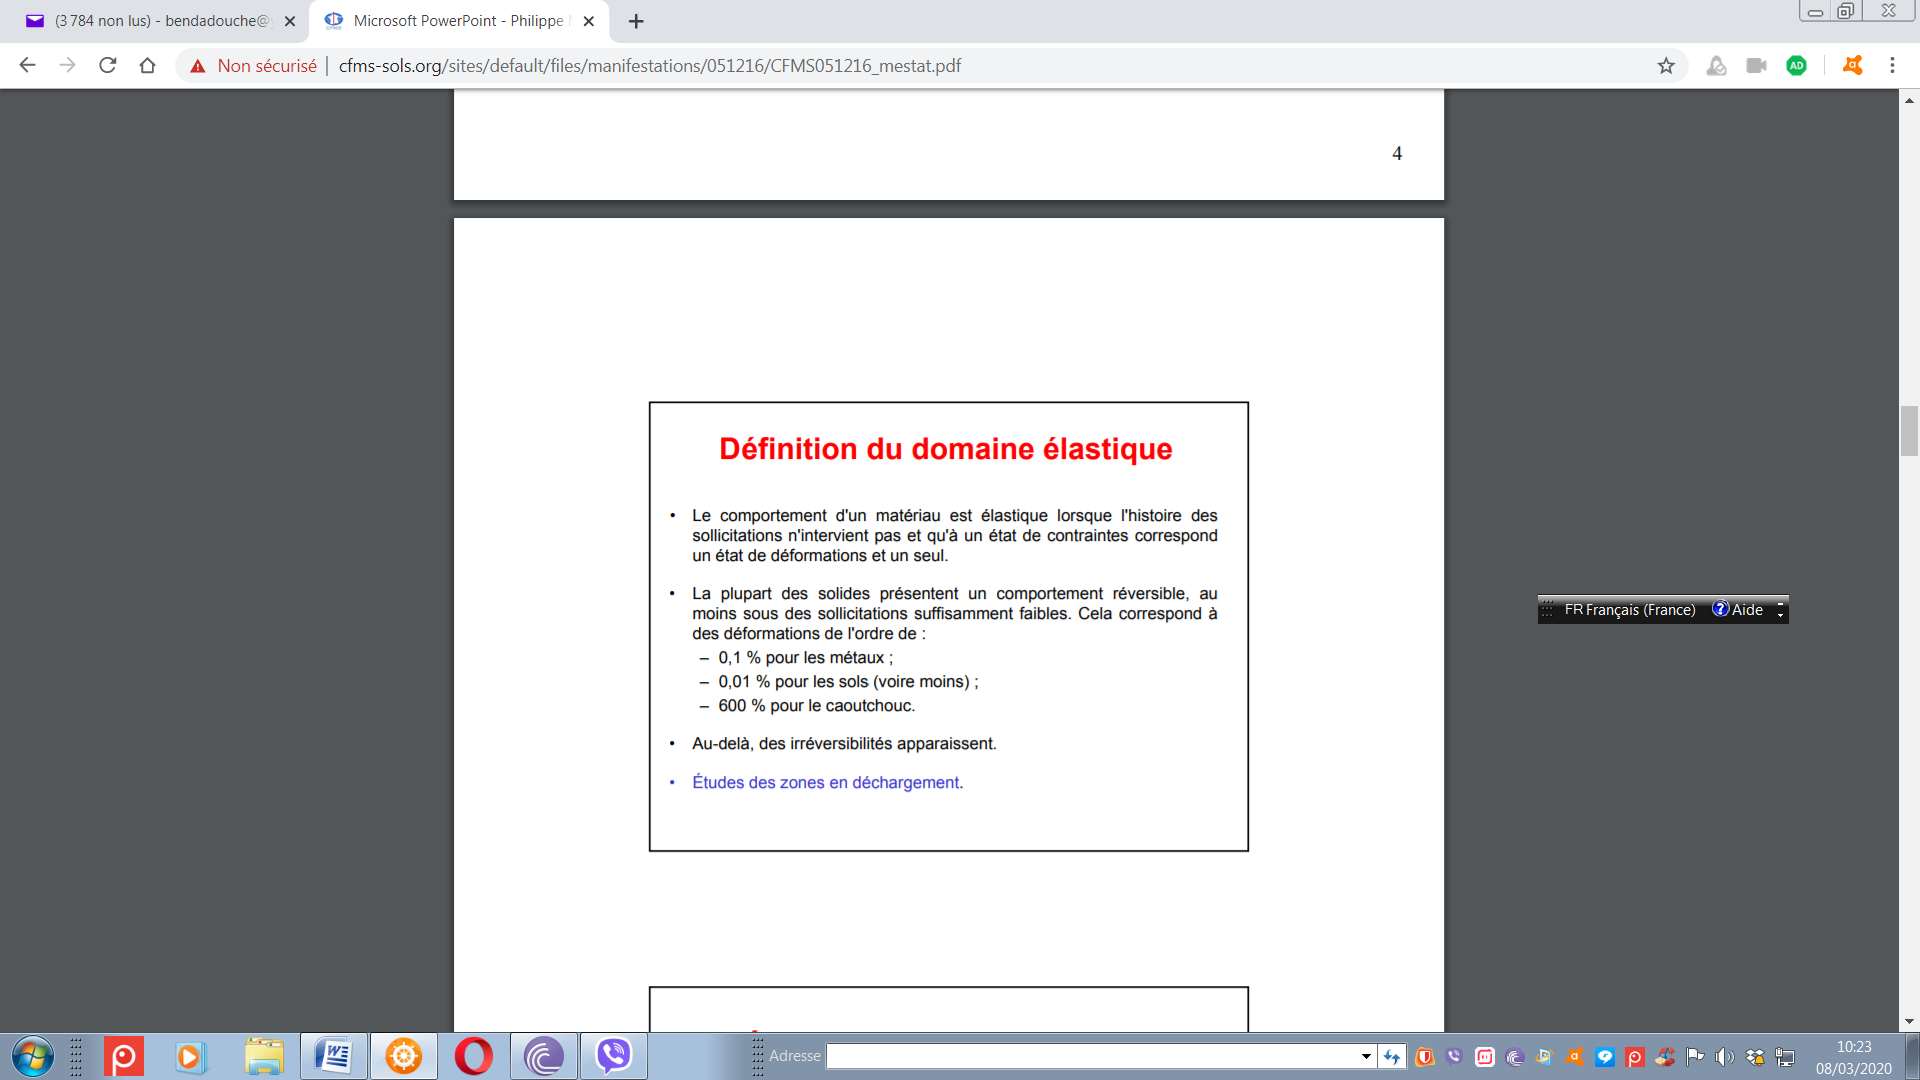 (3 784 non lus) - bendadouche@
Microsoft PowerPoint - Philippe
Non sécurisé | cfms-sols.org/sites/default/files/manifestations/051216/CFMS051216_mestat.pdf
AD
4
Définition du domaine élastique
• Le comportement d'un matériau est élastique lorsque l'histoire des
sollicitations n'intervient pas et qu'à un état de contraintes correspond
un état de déformations et un seul.
• La plupart des solides présentent un comportement réversible, au
moins sous des sollicitations suffisamment faibles. Cela correspond à
des déformations de l'ordre de :
– 0,1 % pour les métaux ;
– 0,01 % pour les sols (voire moins) ;
– 600 % pour le caoutchouc.
• Au-delà, des irréversibilités apparaissent.
• Études des zones en déchargement.
FR Français (France) ? Aide
Adresse
10:23
08/03/2020